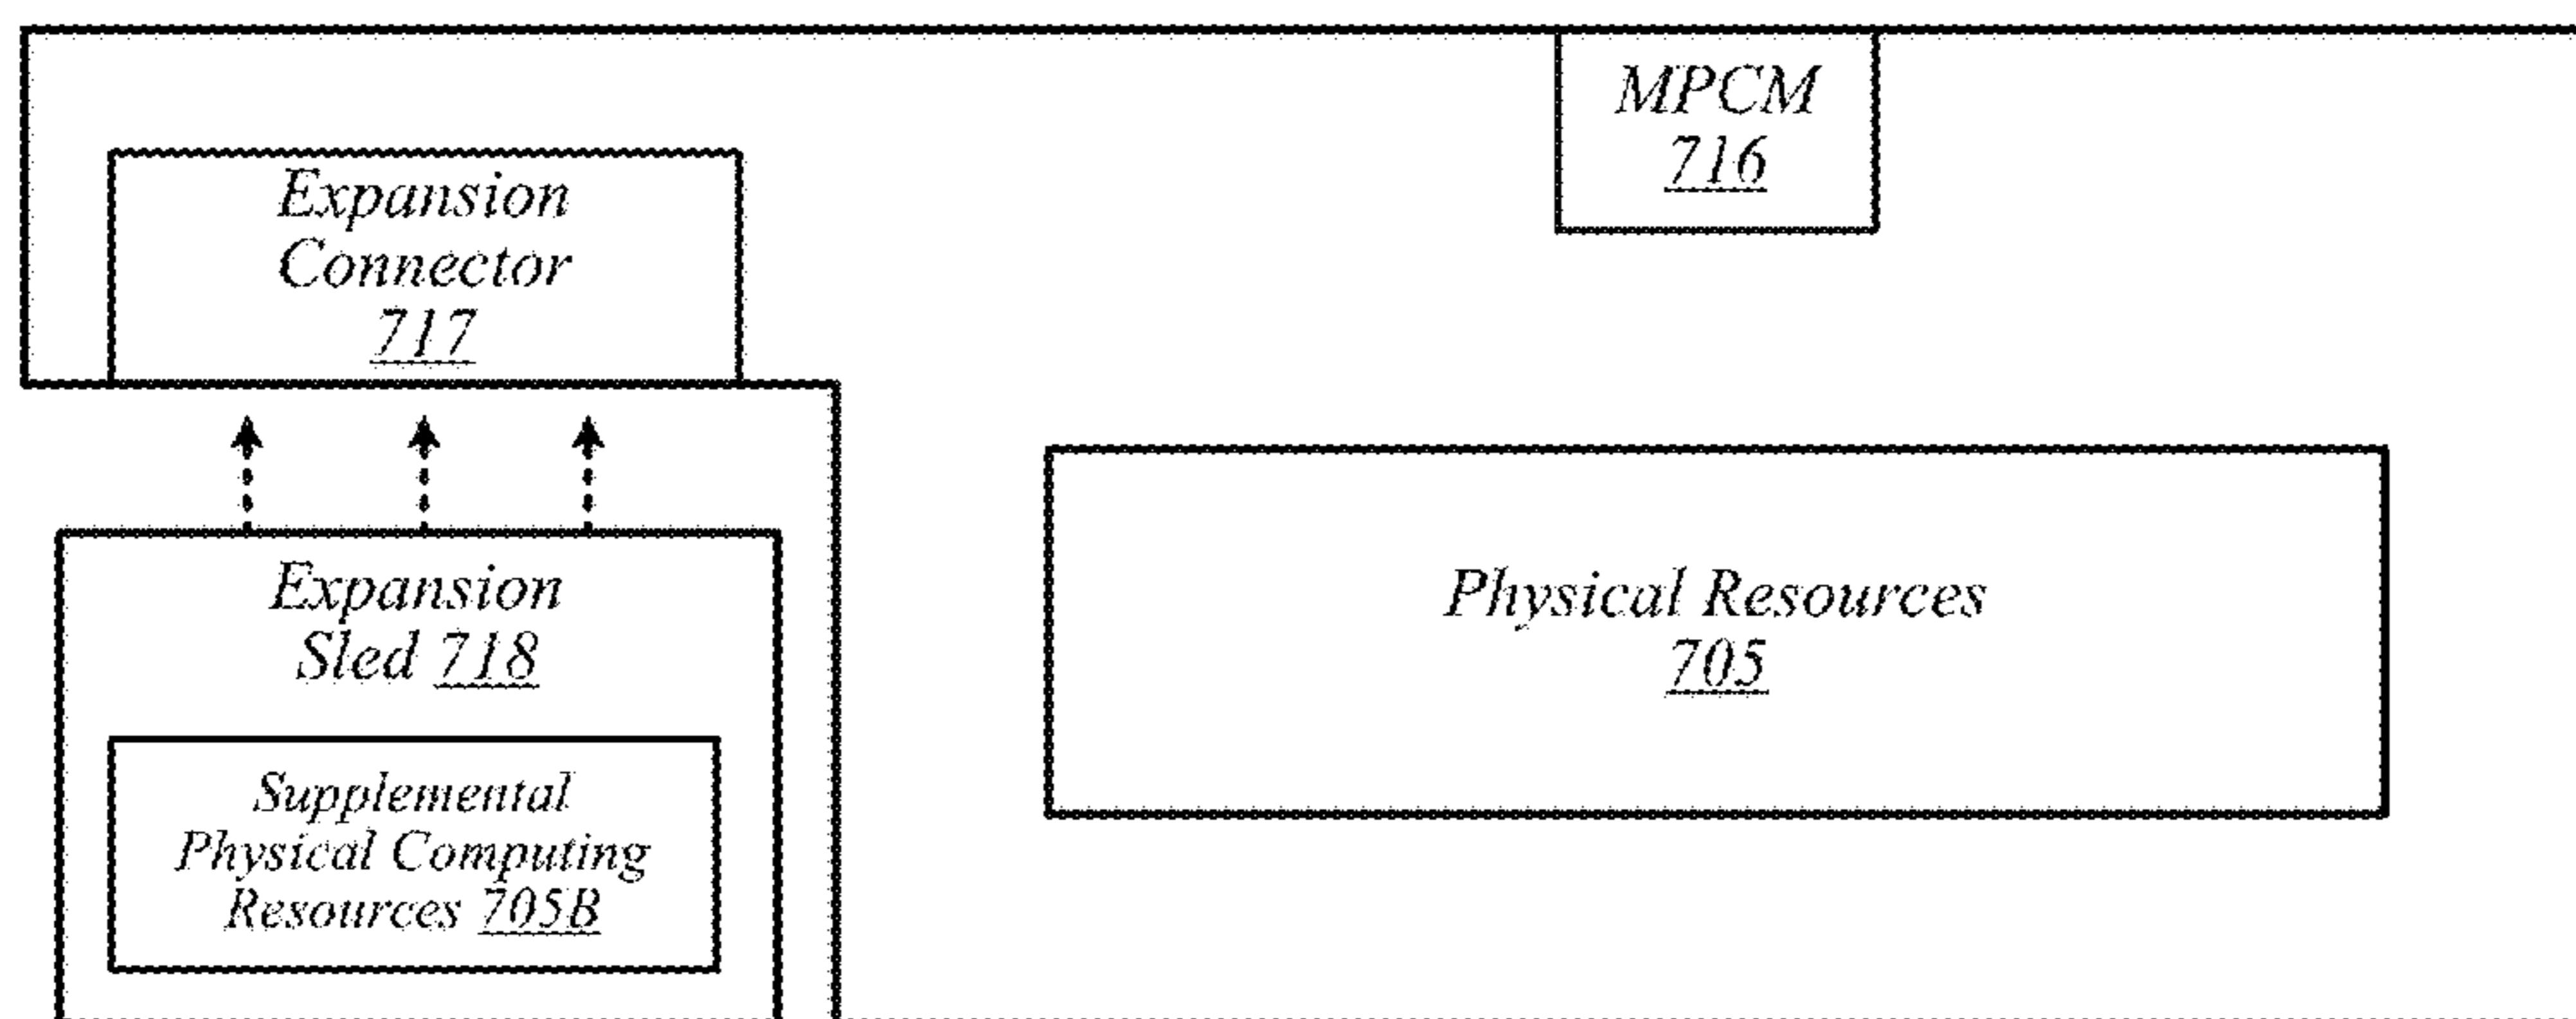 MPCM
716
Expansion
Connector
717
Expansion
Sled 718
Physical Resources
705
Supplemental
Physical Computing
Resources 705B